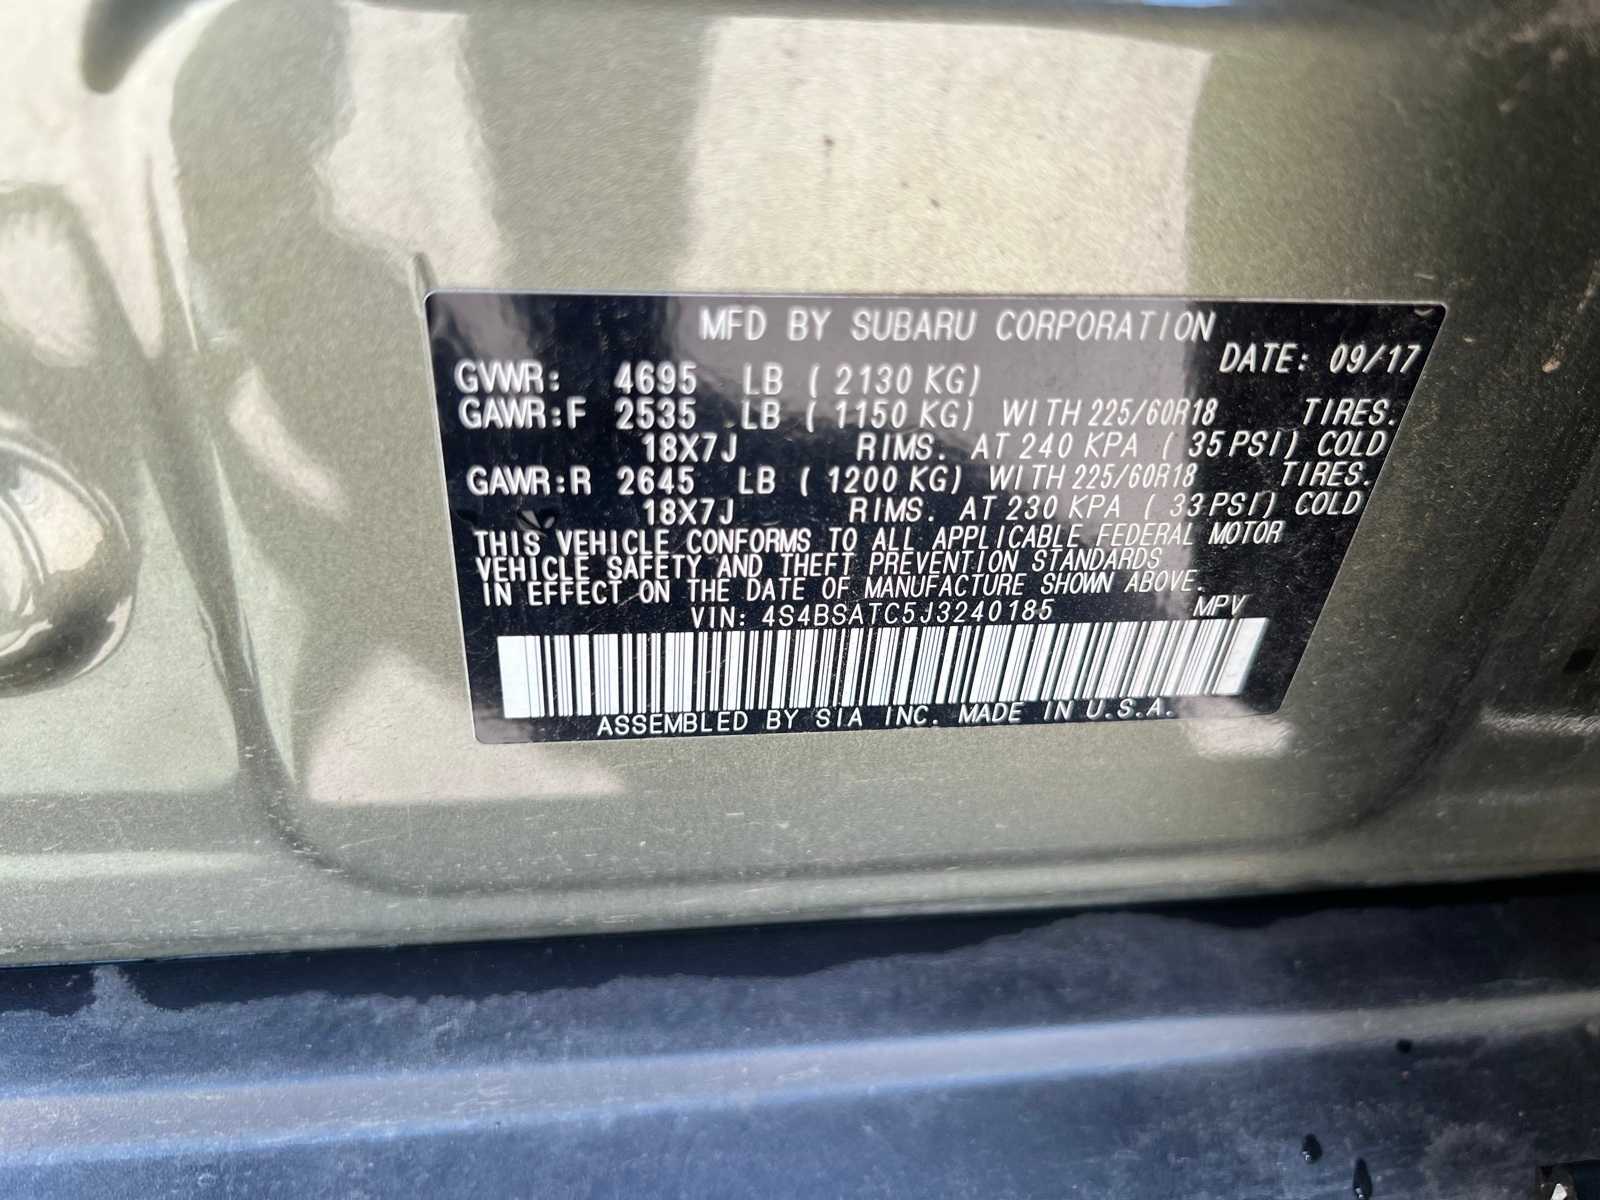 MFD BY SUBARU CORPORATION
DATE: 09/17
GVWR: 4695 LB ( 2130 KG)
GAWR:F 2535 LB ( 1150 KG) WITH 225/60R18 TIRES.
18X7J RIMS. AT 240 KPA ( 35 PSI) COLD
GAWR:R 2645 LB ( 1200 KG) WITH 225/60R18 TIRES.
18X7J RIMS. AT 230 KPA ( 33 PSI) COLD
THIS VEHICLE CONFORMS TO ALL APPLICABLE FEDERAL MOTOR
VEHICLE SAFETY AND THEFT PREVENTION STANDARDS
IN EFFECT ON THE DATE OF MANUFACTURE SHOWN ABOVE.
VIN: 4S4BSATC5J3240185 MPV
ASSEMBLED BY SIA INC. MADE IN U.S.A.